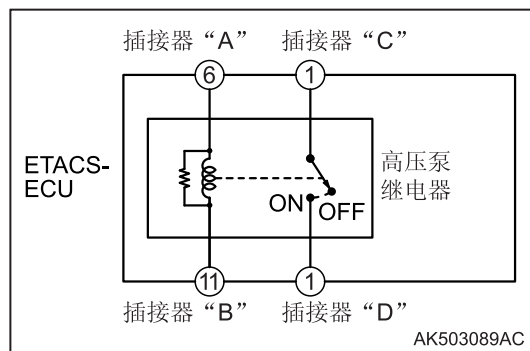 插接器“A” 插接器“C”
6 1
ETACS-
ECU
高压泵
继电器
ON OFF
11 1
插接器“B” 插接器“D”
AK503089AC